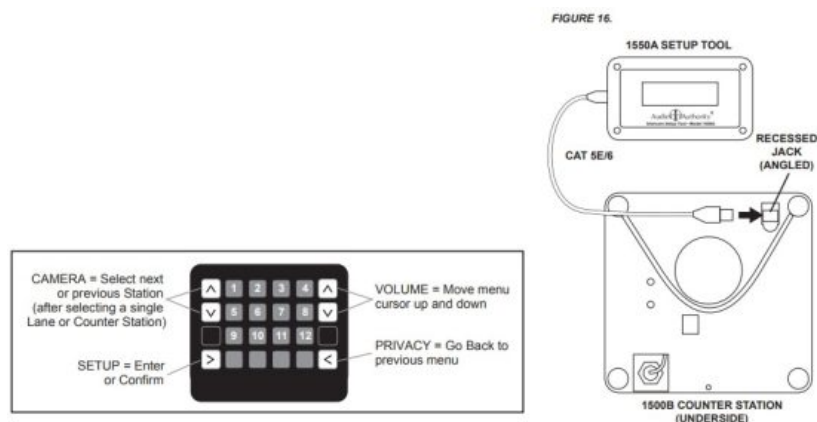 FIGURE 16.
1550A SETUP TOOL
Audio Authority®
CAT 5E/6
RECESSED
JACK
(ANGLED)
CAMERA = Select next
or previous Station
(after selecting a single
Lane or Counter Station)
SETUP = Enter
or Confirm
1 2 3 4
5 6 7 8
9 10 11 12
VOLUME = Move menu
cursor up and down
PRIVACY = Go Back to
previous menu
1500B COUNTER STATION
(UNDERSIDE)